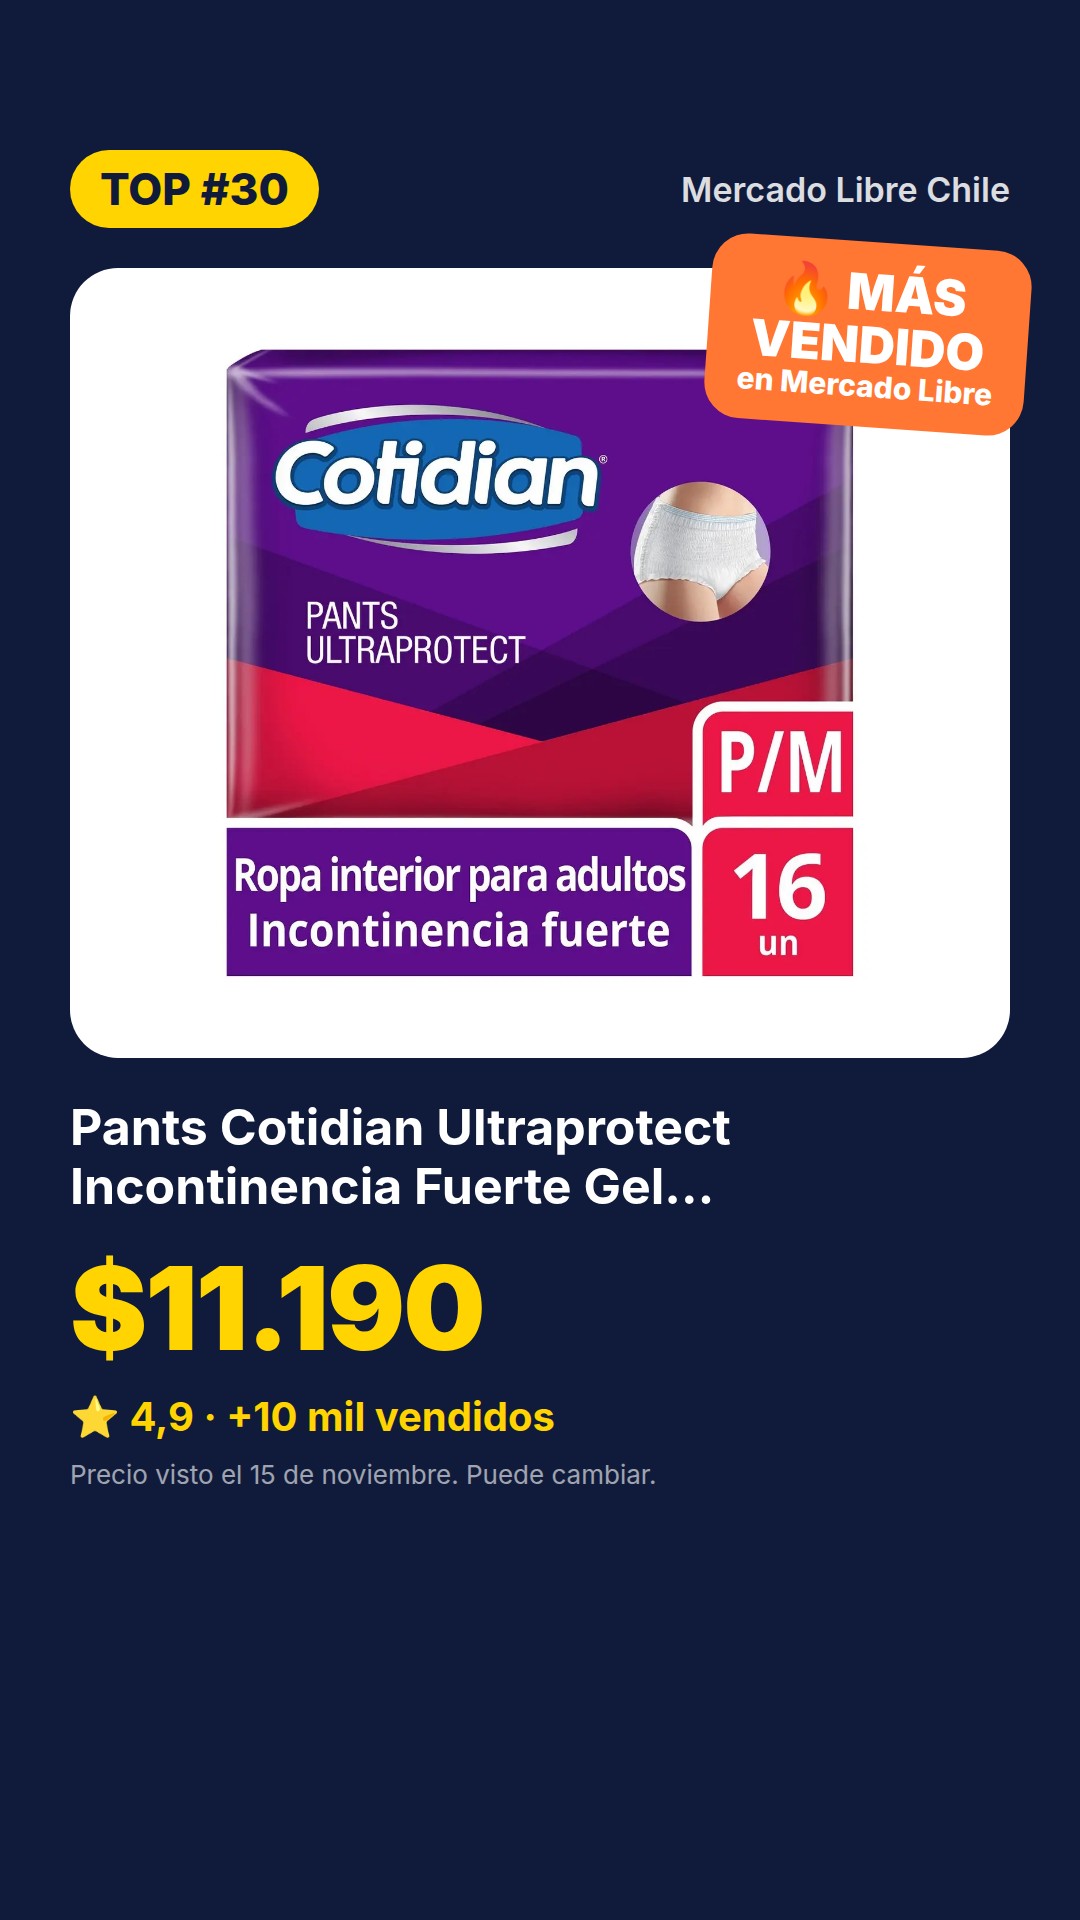 TOP #30
Mercado Libre Chile
🔥 MÁS
VENDIDO
en Mercado Libre
Cotidian®
PANTS
ULTRAPROTECT
P/M
Ropa interior para adultos
Incontinencia fuerte
16
un
Pants Cotidian Ultraprotect
Incontinencia Fuerte Gel...
$11.190
⭐ 4,9 · +10 mil vendidos
Precio visto el 15 de noviembre. Puede cambiar.